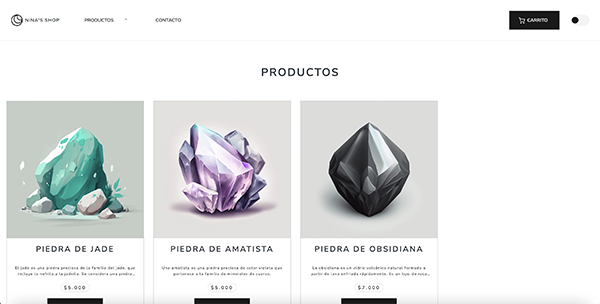 NINA'S SHOP
PRODUCTOS
CONTACTO
CARRITO
PRODUCTOS
PIEDRA DE JADE
El jade es una piedra preciosa de la familia del jade, que
incluye la nefrita y la jadeíta. Se considera una piedra...
$5.000
PIEDRA DE AMATISTA
Una amatista es una piedra preciosa de color violeta que
pertenece a la familia de minerales de cuarzo.
$5.000
PIEDRA DE OBSIDIANA
La obsidiana es un vidrio volcánico natural formado a
partir de lava enfriada rápidamente. Es un tipo de roca...
$7.000